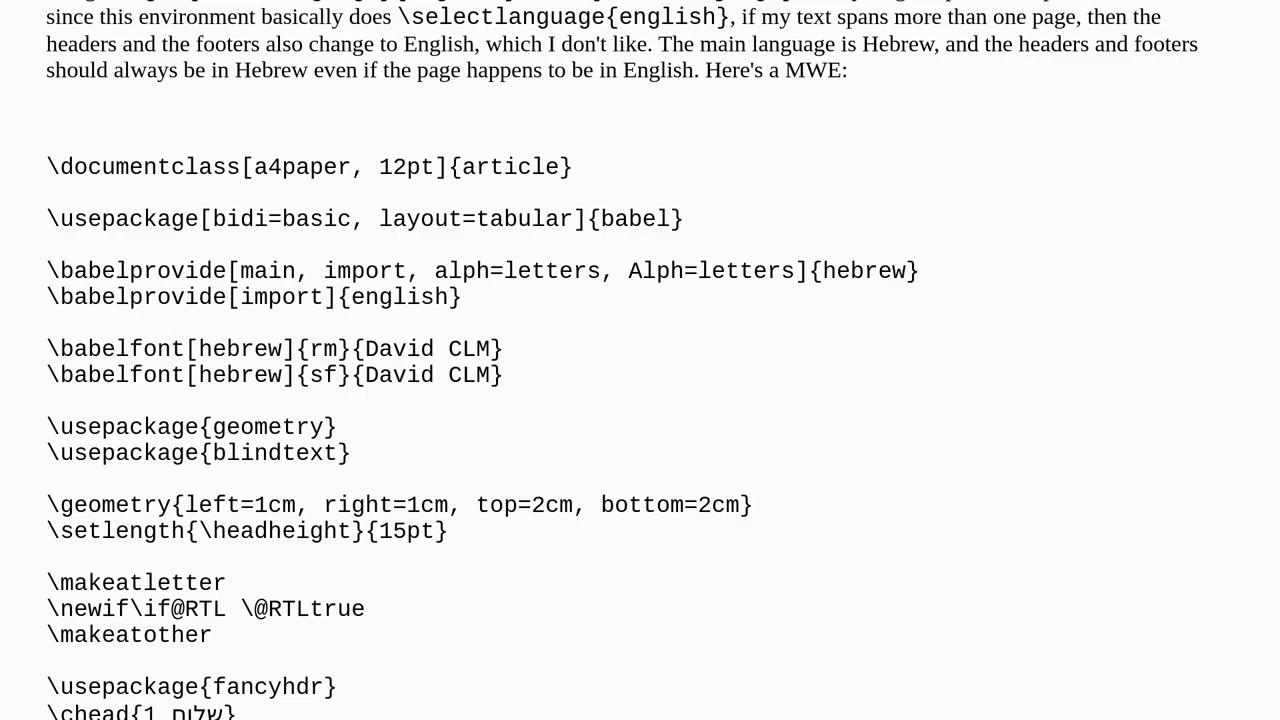 since this environment basically does \selectlanguage{english}, if my text spans more than one page, then the
headers and the footers also change to English, which I don't like. The main language is Hebrew, and the headers and footers
should always be in Hebrew even if the page happens to be in English. Here's a MWE:
\documentclass[a4paper, 12pt]{article}
\usepackage[bidi=basic, layout=tabular]{babel}
\babelprovide[main, import, alph=letters, Alph=letters]{hebrew}
\babelprovide[import]{english}
\babelfont[hebrew]{rm}{David CLM}
\babelfont[hebrew]{sf}{David CLM}
\usepackage{geometry}
\usepackage{blindtext}
\geometry{left=1cm, right=1cm, top=2cm, bottom=2cm}
\setlength{\headheight}{15pt}
\makeatletter
\newif\if@RTL \@RTLtrue
\makeatother
\usepackage{fancyhdr}
\chead{שלום 1}